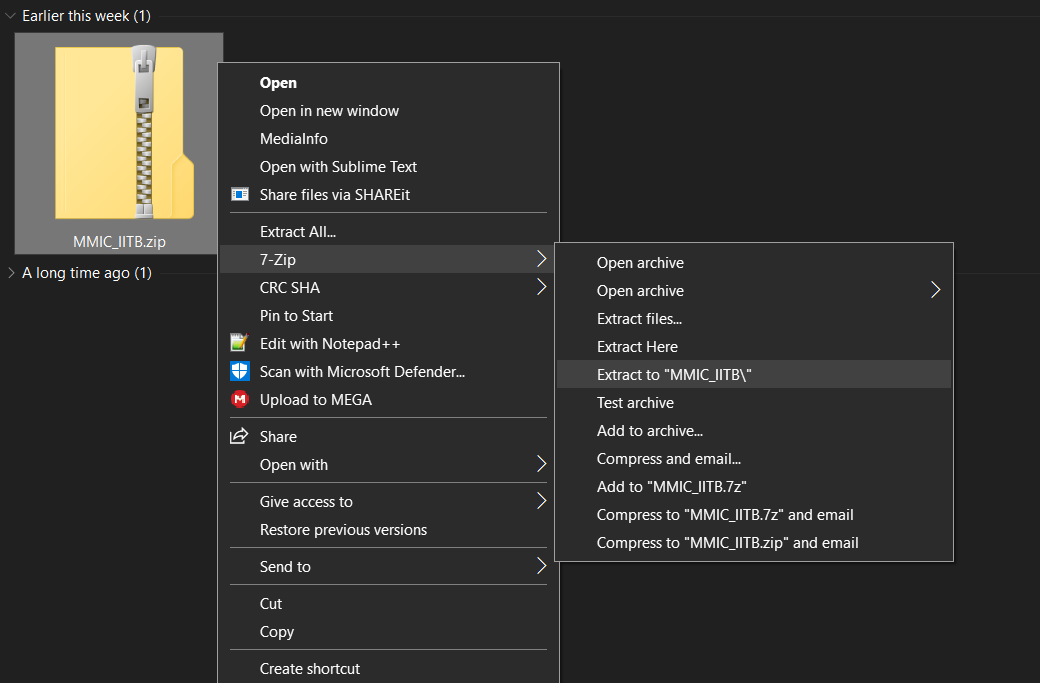 Earlier this week (1)
MMIC_IITB.zip
A long time ago (1)
Open
Open in new window
MediaInfo
Open with Sublime Text
Share files via SHAREit
Extract All...
7-Zip
CRC SHA
Pin to Start
Edit with Notepad++
Scan with Microsoft Defender...
Upload to MEGA
Share
Open with
Give access to
Restore previous versions
Send to
Cut
Copy
Create shortcut
Open archive
Open archive
Extract files...
Extract Here
Extract to "MMIC_IITB\"
Test archive
Add to archive...
Compress and email...
Add to "MMIC_IITB.7z"
Compress to "MMIC_IITB.7z" and email
Compress to "MMIC_IITB.zip" and email